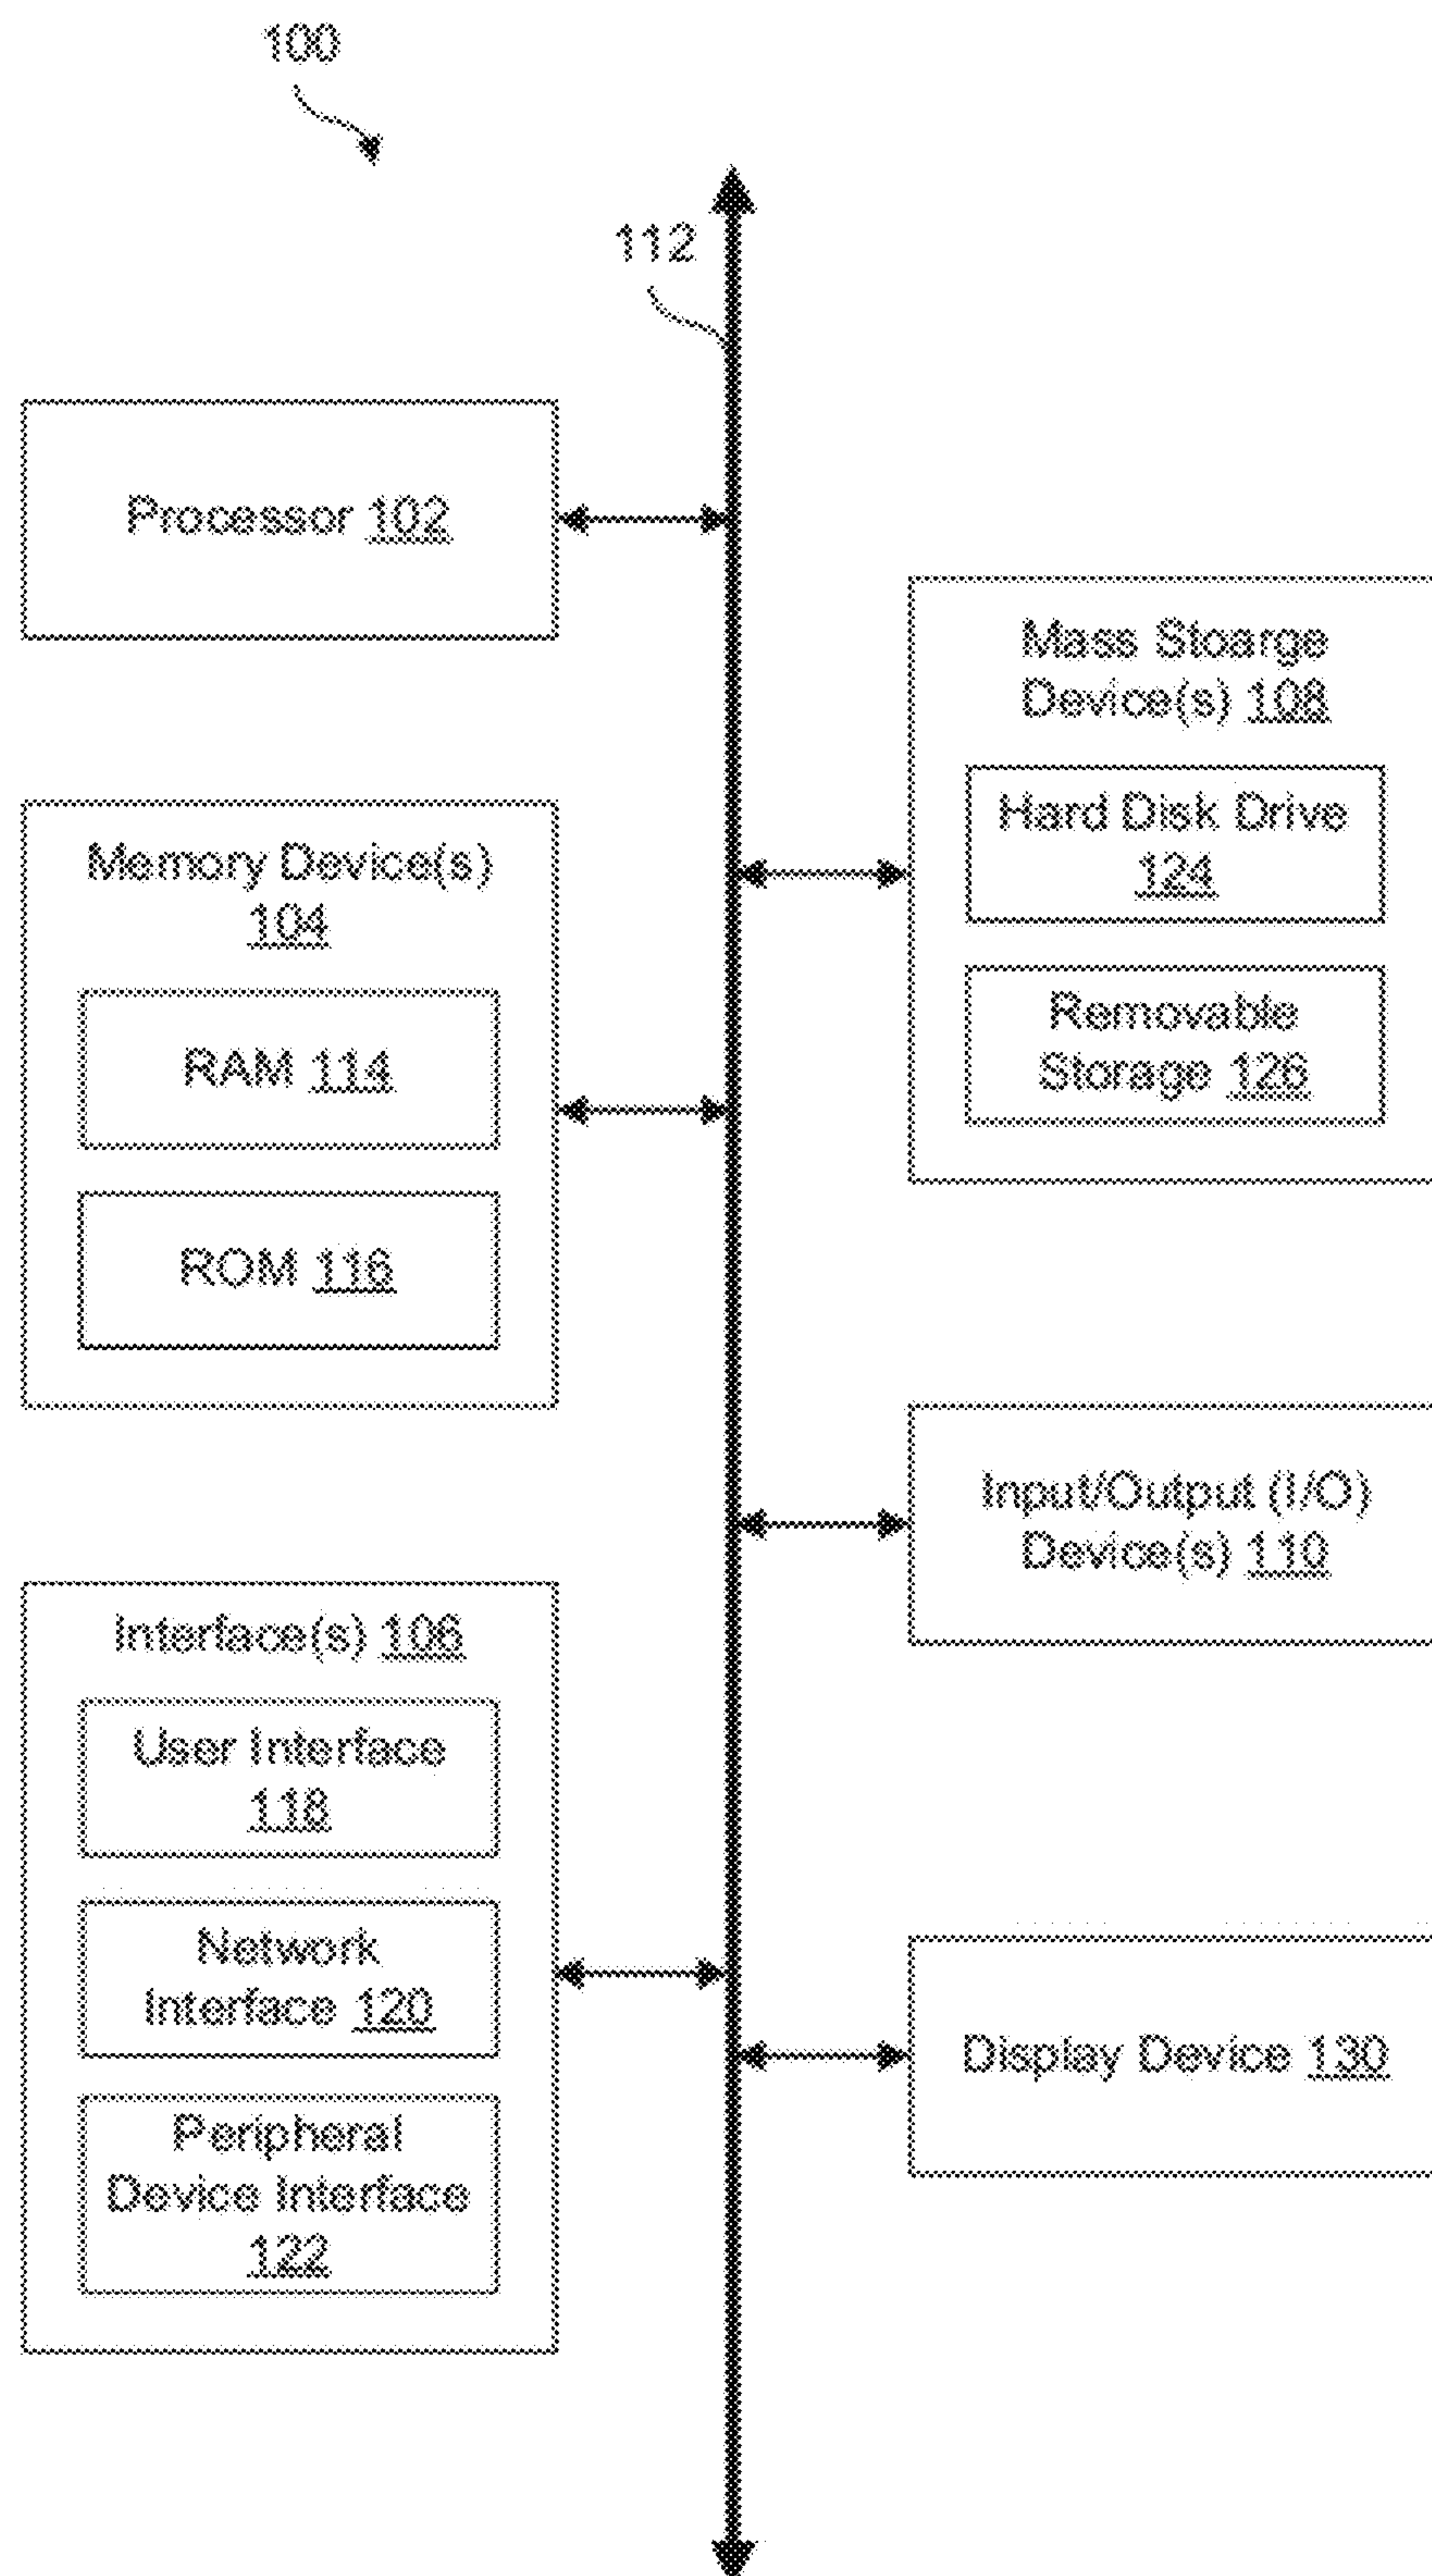 100
112
Processor 102
Memory Device(s)
104
RAM 114
ROM 116
Interface(s) 106
User Interface
118
Network
Interface 120
Peripheral
Device Interface
122
Mass Stoarge
Device(s) 108
Hard Disk Drive
124
Removable
Storage 126
Input/Output (I/O)
Device(s) 110
Display Device 130